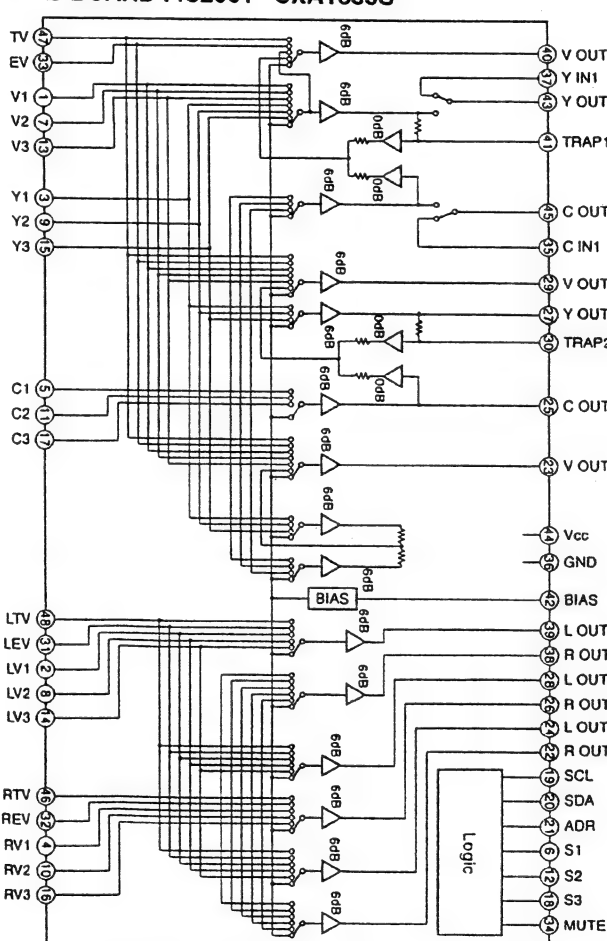 BOARD
TV 47
EV 33
V1 1
V2 7
V3 13
Y1 3
Y2 9
Y3 15
C1 5
C2 11
C3 17
LTV 48
LEV 31
LV1 2
LV2 8
LV3 14
RTV 46
REV 32
RV1 4
RV2 10
RV3 16
6dB
6dB
0dB
0dB
6dB
6dB
6dB
0dB
0dB
6dB
6dB
6dB
6dB
BIAS
6dB
6dB
6dB
6dB
6dB
6dB
Logic
40 V OUT
37 Y IN1
43 Y OUT
41 TRAP1
45 C OUT
35 C IN1
29 V OUT
27 Y OUT
30 TRAP2
25 C OUT
23 V OUT
44 Vcc
36 GND
42 BIAS
39 L OUT
38 R OUT
28 L OUT
26 R OUT
24 L OUT
22 R OUT
19 SCL
20 SDA
21 ADR
6 S1
12 S2
18 S3
34 MUTE